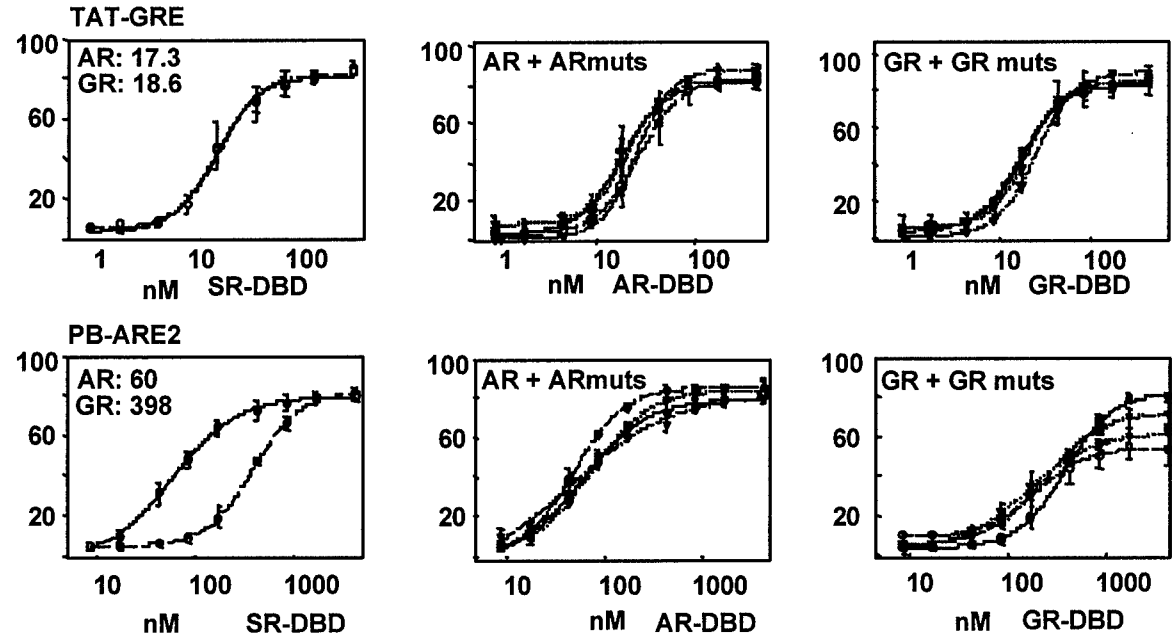 TAT-GRE
100
60
20
AR: 17.3
GR: 18.6
1 10 100
nM SR-DBD
100
60
20
AR + ARmuts
1 10 100
nM AR-DBD
100
60
20
GR + GR muts
1 10 100
nM GR-DBD
PB-ARE2
100
60
20
AR: 60
GR: 398
10 100 1000
nM SR-DBD
100
60
20
AR + ARmuts
10 100 1000
nM AR-DBD
100
60
20
GR + GR muts
10 100 1000
nM GR-DBD